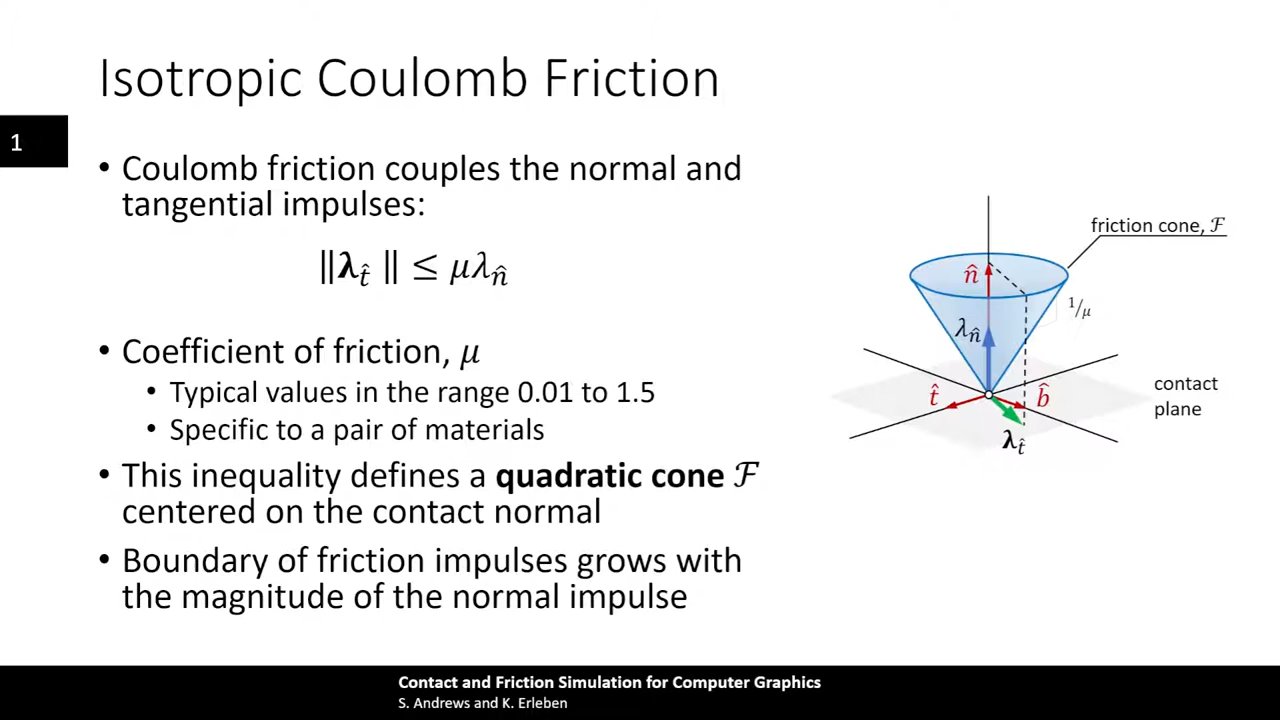 Isotropic Coulomb Friction
1
• Coulomb friction couples the normal and
tangential impulses:
‖𝛌_t̂ ‖ ≤ μλ_n̂
• Coefficient of friction, μ
• Typical values in the range 0.01 to 1.5
• Specific to a pair of materials
• This inequality defines a quadratic cone ℱ
centered on the contact normal
• Boundary of friction impulses grows with
the magnitude of the normal impulse
friction cone, ℱ
n̂
1/μ
λ_n̂
t̂
b̂
𝛌_t̂
contact
plane
Contact and Friction Simulation for Computer Graphics
S. Andrews and K. Erleben